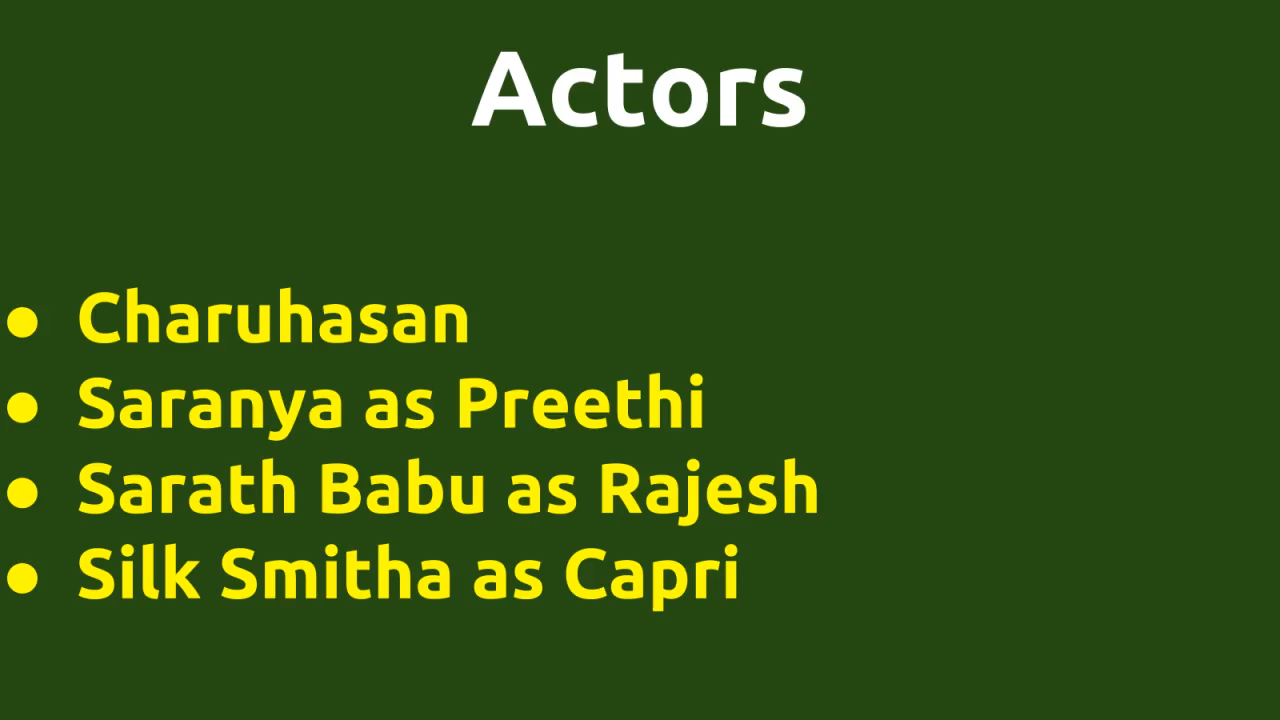 Actors
● Charuhasan
● Saranya as Preethi
● Sarath Babu as Rajesh
● Silk Smitha as Capri